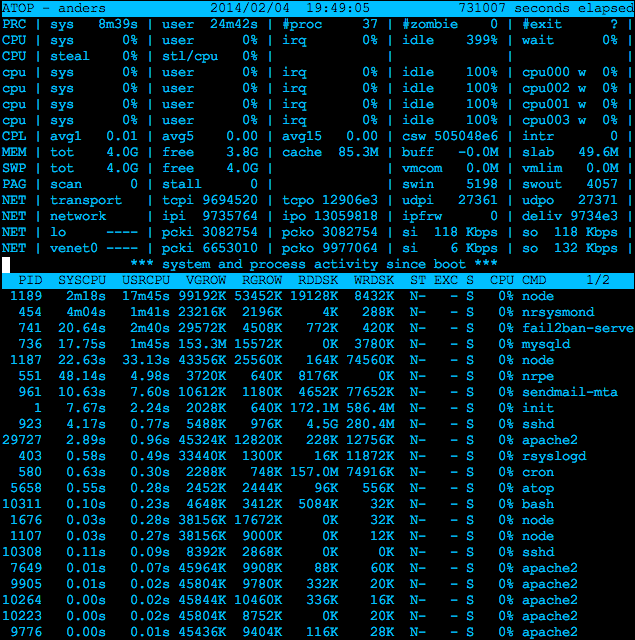 ATOP - anders 2014/02/04 19:49:05 731007 seconds elapsed
PRC | sys 8m39s | user 24m42s | #proc 37 | #zombie 0 | #exit ? |
CPU | sys 0% | user 0% | irq 0% | idle 399% | wait 0% |
CPU | steal 0% | stl/cpu 0% | | | |
cpu | sys 0% | user 0% | irq 0% | idle 100% | cpu000 w 0% |
cpu | sys 0% | user 0% | irq 0% | idle 100% | cpu002 w 0% |
cpu | sys 0% | user 0% | irq 0% | idle 100% | cpu001 w 0% |
cpu | sys 0% | user 0% | irq 0% | idle 100% | cpu003 w 0% |
CPL | avg1 0.01 | avg5 0.00 | avg15 0.00 | csw 505048e6 | intr 0 |
MEM | tot 4.0G | free 3.8G | cache 85.3M | buff -0.0M | slab 49.6M |
SWP | tot 4.0G | free 4.0G | | vmcom 0.0M | vmlim 0.0M |
PAG | scan 0 | stall 0 | | swin 5198 | swout 4057 |
NET | transport | tcpi 9694520 | tcpo 12906e3 | udpi 27361 | udpo 27371 |
NET | network | ipi 9735764 | ipo 13059818 | ipfrw 0 | deliv 9734e3 |
NET | lo ---- | pcki 3082754 | pcko 3082754 | si 118 Kbps | so 118 Kbps |
NET | venet0 ---- | pcki 6653010 | pcko 9977064 | si 6 Kbps | so 132 Kbps |
*** system and process activity since boot ***
PID SYSCPU USRCPU VGROW RGROW RDDSK WRDSK ST EXC S CPU CMD 1/2
1189 2m18s 17m45s 99192K 53452K 19128K 8432K N- - S 0% node
454 4m04s 1m41s 23216K 2196K 4K 288K N- - S 0% nrsysmond
741 20.64s 2m40s 29572K 4508K 772K 420K N- - S 0% fail2ban-serve
736 17.75s 1m45s 153.3M 15572K 0K 3780K N- - S 0% mysqld
1187 22.63s 33.13s 43356K 25560K 164K 74560K N- - S 0% node
551 48.14s 4.98s 3720K 640K 8176K 0K N- - S 0% nrpe
961 10.63s 7.60s 10612K 1180K 4652K 77652K N- - S 0% sendmail-mta
1 7.67s 2.24s 2028K 640K 172.1M 586.4M N- - S 0% init
923 4.17s 0.77s 5488K 976K 4.5G 280.4M N- - S 0% sshd
29727 2.89s 0.96s 45324K 12820K 228K 12756K N- - S 0% apache2
403 0.58s 0.49s 33440K 1300K 16K 11872K N- - S 0% rsyslogd
580 0.63s 0.30s 2288K 748K 157.0M 74916K N- - S 0% cron
5658 0.55s 0.28s 2452K 2444K 96K 556K N- - S 0% atop
10311 0.10s 0.23s 4648K 3412K 5084K 32K N- - S 0% bash
1676 0.03s 0.28s 38156K 17672K 0K 32K N- - S 0% node
1107 0.03s 0.27s 38156K 9000K 0K 12K N- - S 0% node
10308 0.11s 0.09s 8392K 2868K 0K 0K N- - S 0% sshd
7649 0.01s 0.07s 45964K 9908K 88K 60K N- - S 0% apache2
9905 0.01s 0.02s 45804K 9780K 332K 20K N- - S 0% apache2
10264 0.00s 0.02s 45844K 10460K 336K 16K N- - S 0% apache2
10223 0.00s 0.02s 45804K 8752K 0K 20K N- - S 0% apache2
9776 0.00s 0.01s 45436K 9404K 116K 28K N- - S 0% apache2